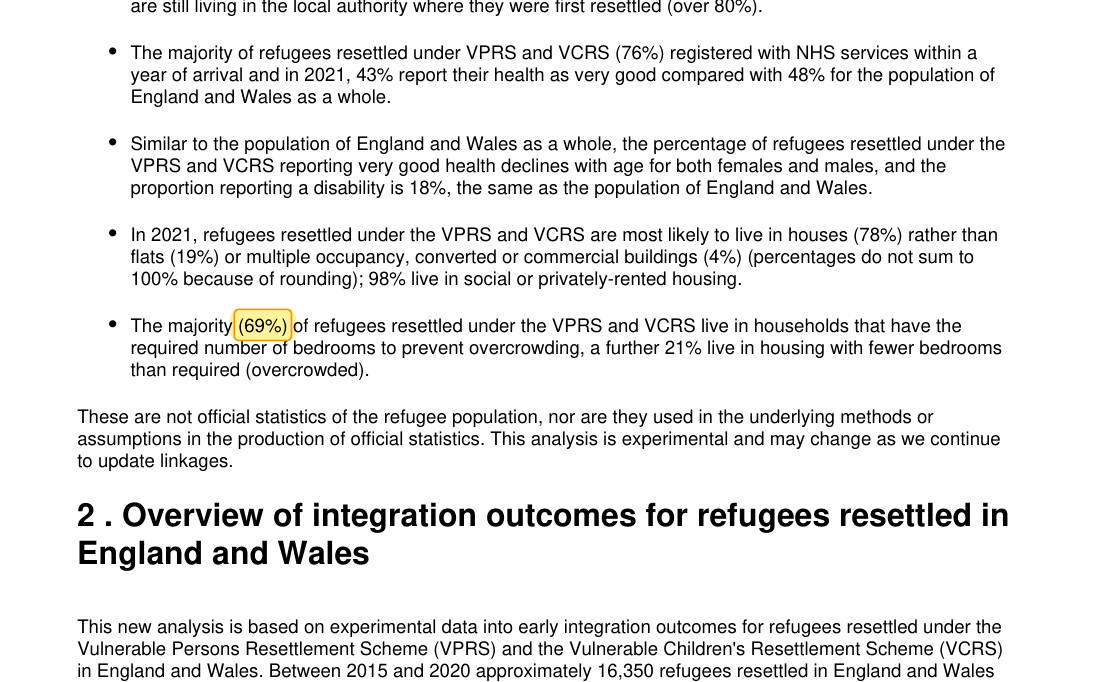 are still living in the local authority where they were first resettled (over 80%).
• The majority of refugees resettled under VPRS and VCRS (76%) registered with NHS services within a
year of arrival and in 2021, 43% report their health as very good compared with 48% for the population of
England and Wales as a whole.
• Similar to the population of England and Wales as a whole, the percentage of refugees resettled under the
VPRS and VCRS reporting very good health declines with age for both females and males, and the
proportion reporting a disability is 18%, the same as the population of England and Wales.
• In 2021, refugees resettled under the VPRS and VCRS are most likely to live in houses (78%) rather than
flats (19%) or multiple occupancy, converted or commercial buildings (4%) (percentages do not sum to
100% because of rounding); 98% live in social or privately-rented housing.
• The majority (69%) of refugees resettled under the VPRS and VCRS live in households that have the
required number of bedrooms to prevent overcrowding, a further 21% live in housing with fewer bedrooms
than required (overcrowded).
These are not official statistics of the refugee population, nor are they used in the underlying methods or
assumptions in the production of official statistics. This analysis is experimental and may change as we continue
to update linkages.
2 . Overview of integration outcomes for refugees resettled in
England and Wales
This new analysis is based on experimental data into early integration outcomes for refugees resettled under the
Vulnerable Persons Resettlement Scheme (VPRS) and the Vulnerable Children's Resettlement Scheme (VCRS)
in England and Wales. Between 2015 and 2020 approximately 16,350 refugees resettled in England and Wales